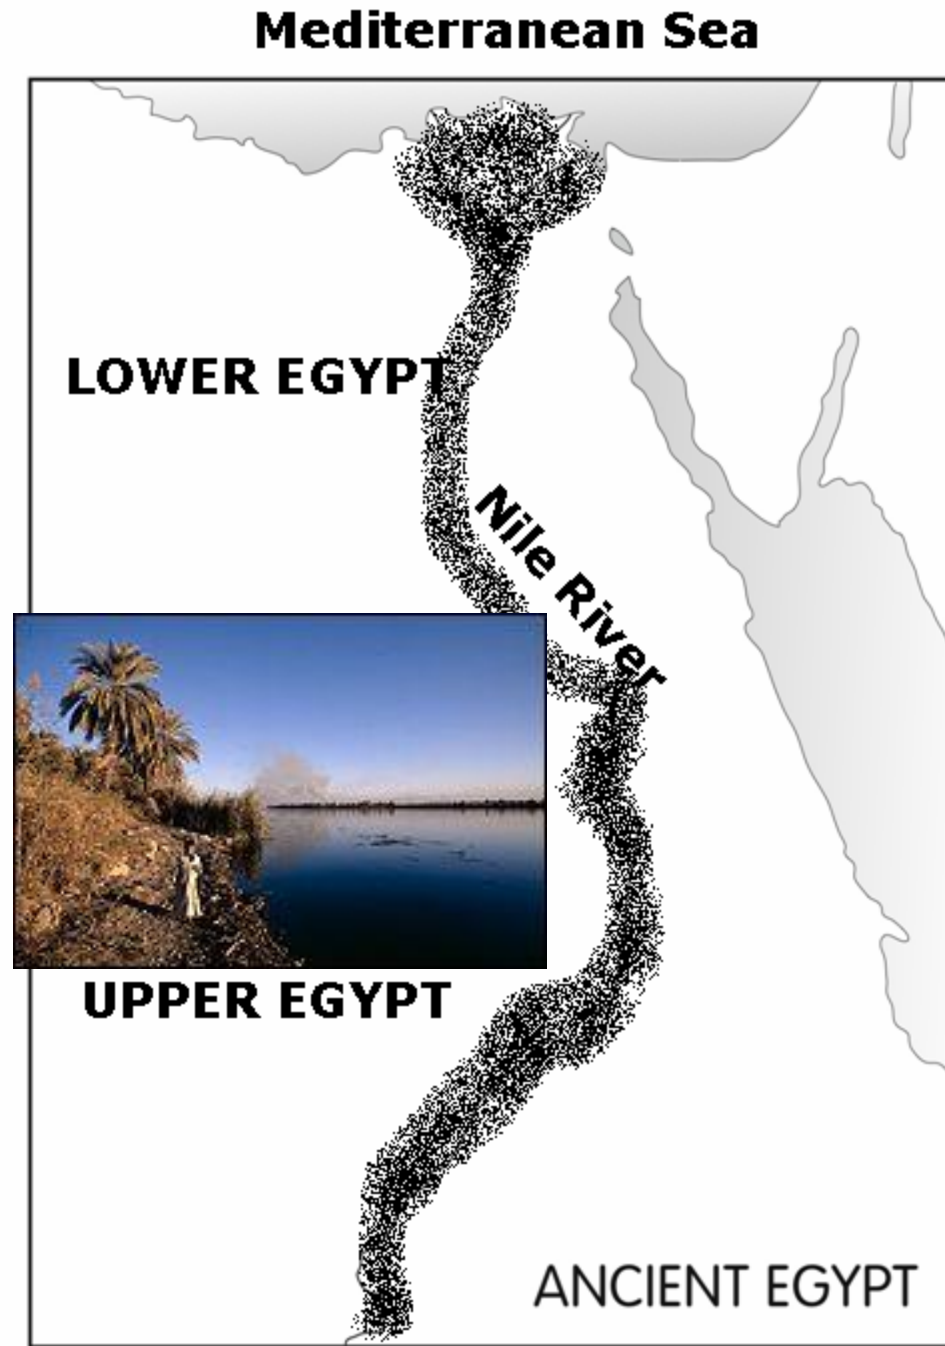 Mediterranean Sea
LOWER EGYPT
Nile River
UPPER EGYPT
ANCIENT EGYPT